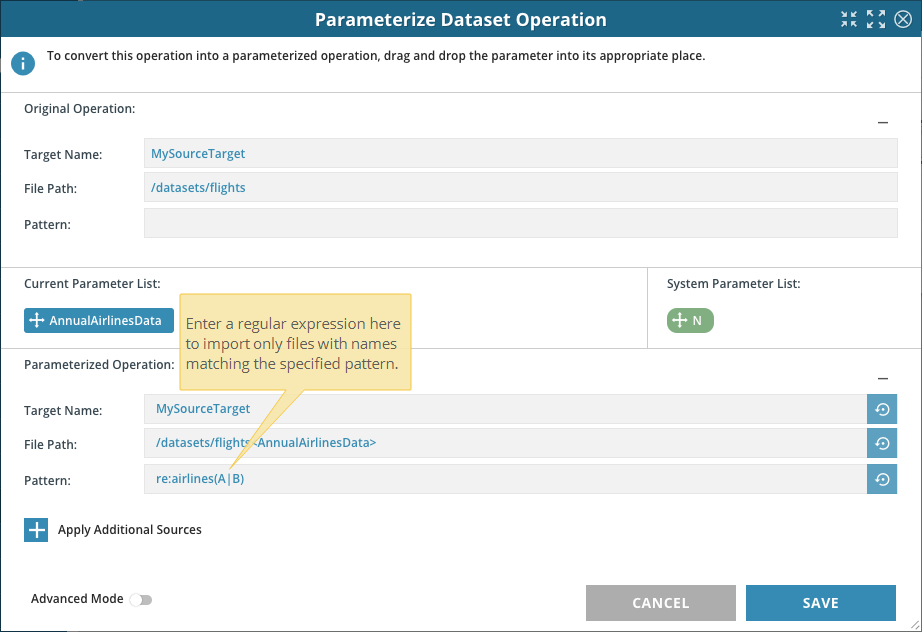 Parameterize Dataset Operation
To convert this operation into a parameterized operation, drag and drop the parameter into its appropriate place.
Original Operation:
Target Name:
MySourceTarget
File Path:
/datasets/flights
Pattern:
Current Parameter List:
System Parameter List:
AnnualAirlinesData
N
Enter a regular expression here
to import only files with names
matching the specified pattern.
Parameterized Operation:
Target Name:
MySourceTarget
File Path:
/datasets/flights<AnnualAirlinesData>
Pattern:
re:airlines(A|B)
Apply Additional Sources
Advanced Mode
CANCEL
SAVE